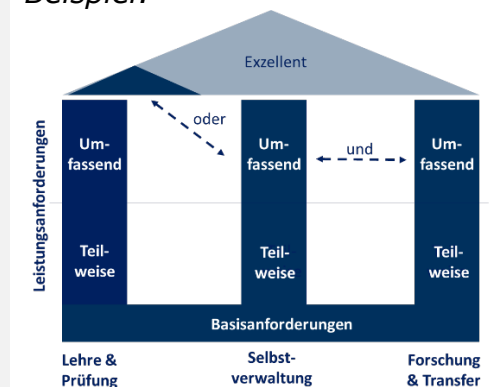 Beispiel:
Exzellent
oder
Um-
fassend
Um-
fassend
und
Um-
fassend
Leistungsanforderungen
Teil-
weise
Teil-
weise
Teil-
weise
Basisanforderungen
Lehre &
Prüfung
Selbst-
verwaltung
Forschung
& Transfer